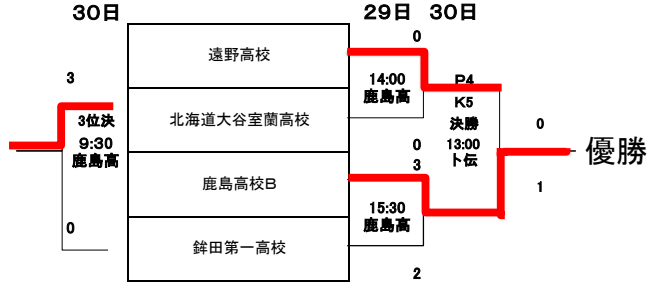 30日
29日 30日
0
遠野高校
3
14:00
鹿島高
P4
K5
3位決
9:30
鹿島高
北海道大谷室蘭高校
決勝
13:00
ト伝
0
0
3
優勝
鹿島高校B
1
15:30
鹿島高
0
鉾田第一高校
2